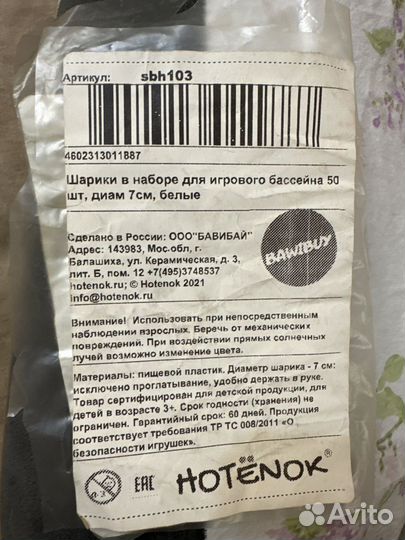 Артикул: sbh103
4602313011887
Шарики в наборе для игрового бассейна 50
шт, диам 7см, белые
Сделано в России: ООО"БАВИБАЙ"
Адрес: 143983, Мос.обл, г.
Балашиха, ул. Керамическая, д. 3,
лит. Б, пом. 12 +7(495)3748537
hotenok.ru; © Hotenok 2021
info@hotenok.ru
BAWIBUY
Внимание! Использовать при непосредственным
наблюдении взрослых. Беречь от механических
повреждений. При воздействии прямых солнечных
лучей возможно изменение цвета.
Материалы: пищевой пластик. Диаметр шарика - 7 см:
исключено проглатывание, удобно держать в руке.
Товар сертифицирован для детской продукции, для
детей в возрасте 3+. Срок годности (хранения) не
ограничен. Гарантийный срок: 60 дней. Продукция
соответствует требования ТР ТС 008/2011 «О
безопасности игрушек».
0-3 EAC HOTЁNOK®
Avito